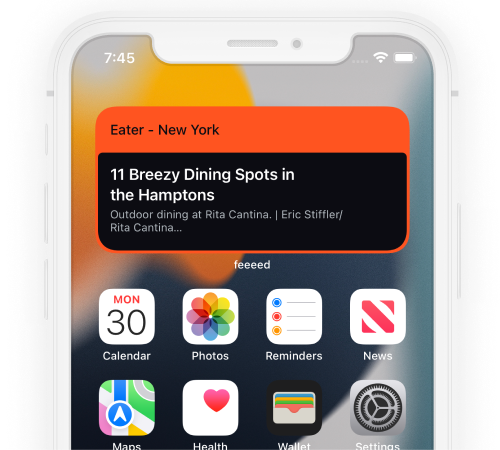 7:45
Eater - New York
11 Breezy Dining Spots in
the Hamptons
Outdoor dining at Rita Cantina. | Eric Stiffler/
Rita Cantina...
feeeed
MON
30
Calendar
Photos
Reminders
News
Maps
Health
Wallet
Settings